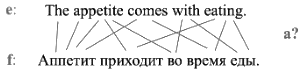 e: The appetite comes with eating.
a?
f: Аппетит приходит во время еды.